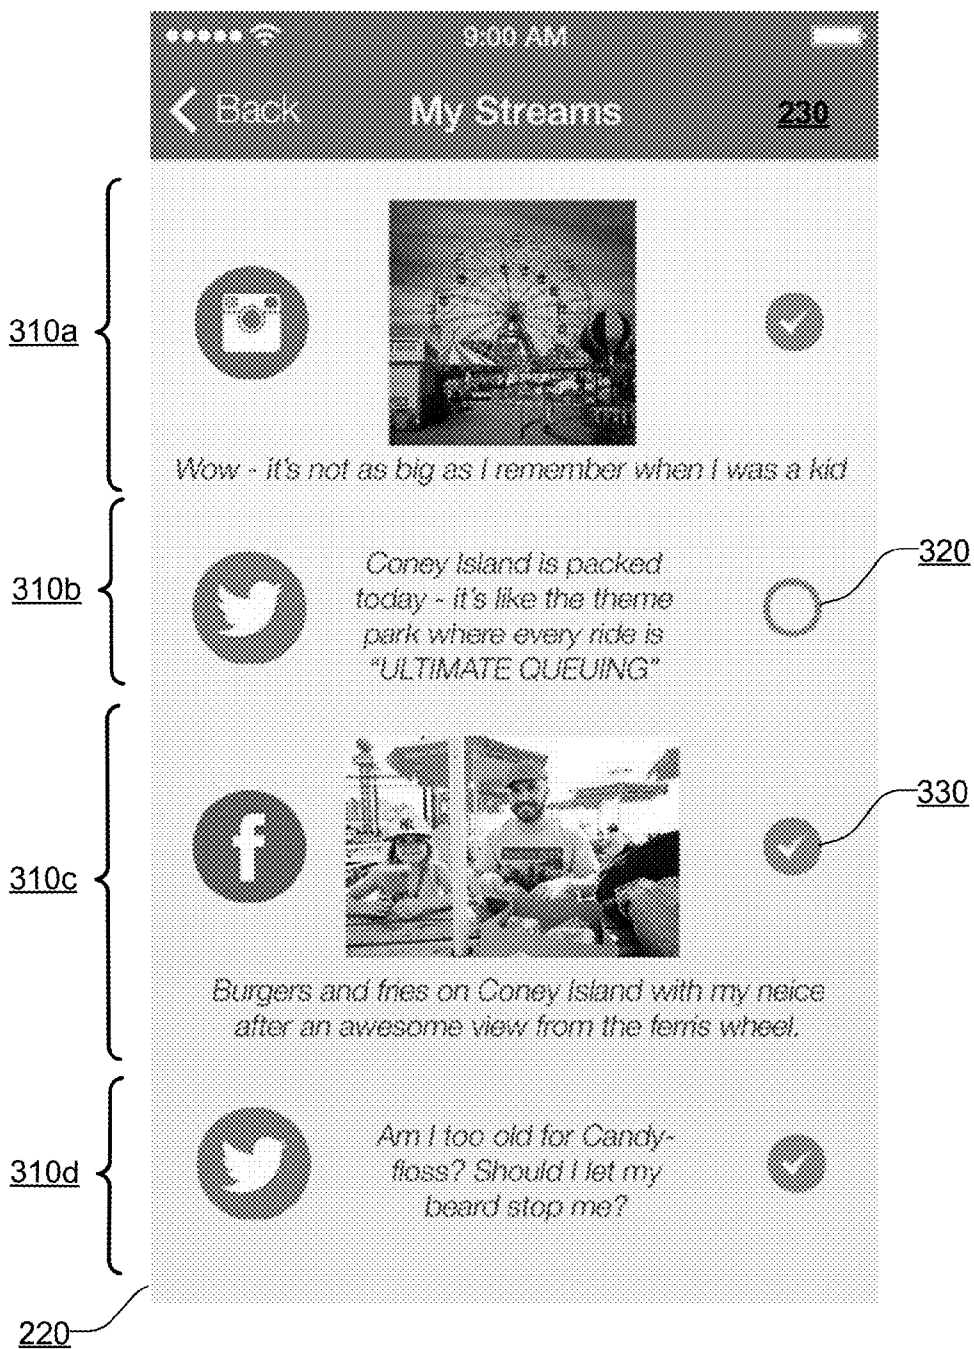 9:00 AM
Back
My Streams
230
310a
Wow - it's not as big as I remember when I was a kid
310b
Coney Island is packed
today - it's like the theme
park where every ride is
"ULTIMATE QUEUING"
320
310c
f
330
Burgers and fries on Coney Island with my neice
after an awesome view from the ferris wheel.
310d
Am I too old for Candy-
floss? Should I let my
beard stop me?
220